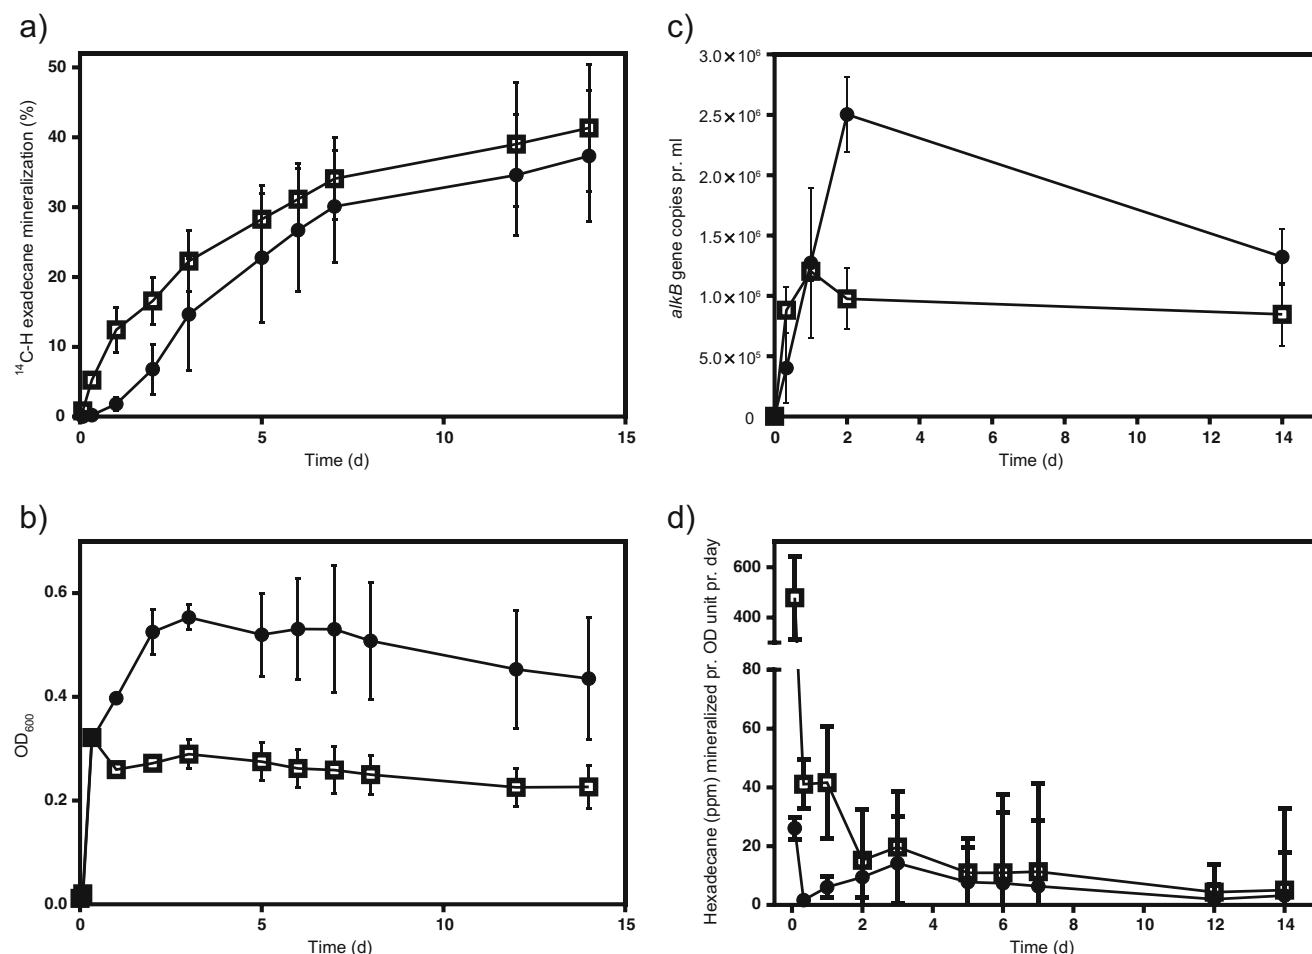 a)
¹⁴C-H exadecane mineralization (%)
50
40
30
20
10
0
0 5 10 15
Time (d)
c)
alkB gene copies pr. ml
3.0×10⁶
2.5×10⁶
2.0×10⁶
1.5×10⁶
1.0×10⁶
5.0×10⁵
0
0 2 4 6 8 10 12 14
Time (d)
b)
OD₆₀₀
0.6
0.4
0.2
0.0
0 5 10 15
Time (d)
d)
Hexadecane (ppm) mineralized pr. OD unit pr. day
600
400
80
60
40
20
0
0 2 4 6 8 10 12 14
Time (d)